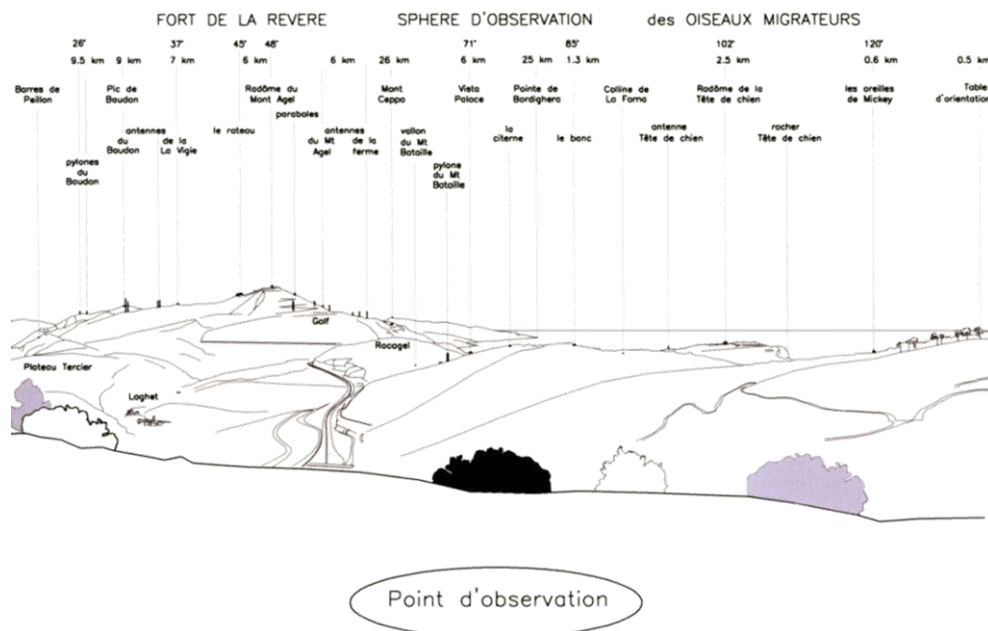 FORT DE LA REVERE SPHERE D'OBSERVATION des OISEAUX MIGRATEURS
26° 37° 45° 48° 71° 85° 102° 120°
9.5 km 9 km 7 km 6 km 6 km 26 km 6 km 25 km 1.3 km 2.5 km 0.6 km 0.5 km
Barres de Peillon
Pic de Baudon
Radôme du Mont Agel
Mont Ceppo
Vista Palace
Pointe de Bordighera
Colline de La Forna
Radôme de la Tête de chien
les oreilles de Mickey
Table d'orientation
paraboles
antennes du Baudon
de la La Vigie
le rateau
antennes du Mt Agel
de la ferme
vallon du Mt Bataille
la citerne
le banc
antenne Tête de chien
rocher Tête de chien
pylones du Baudon
pylone du Mt Bataille
Golf
Rocagel
Plateau Tercier
Laghet
Point d'observation